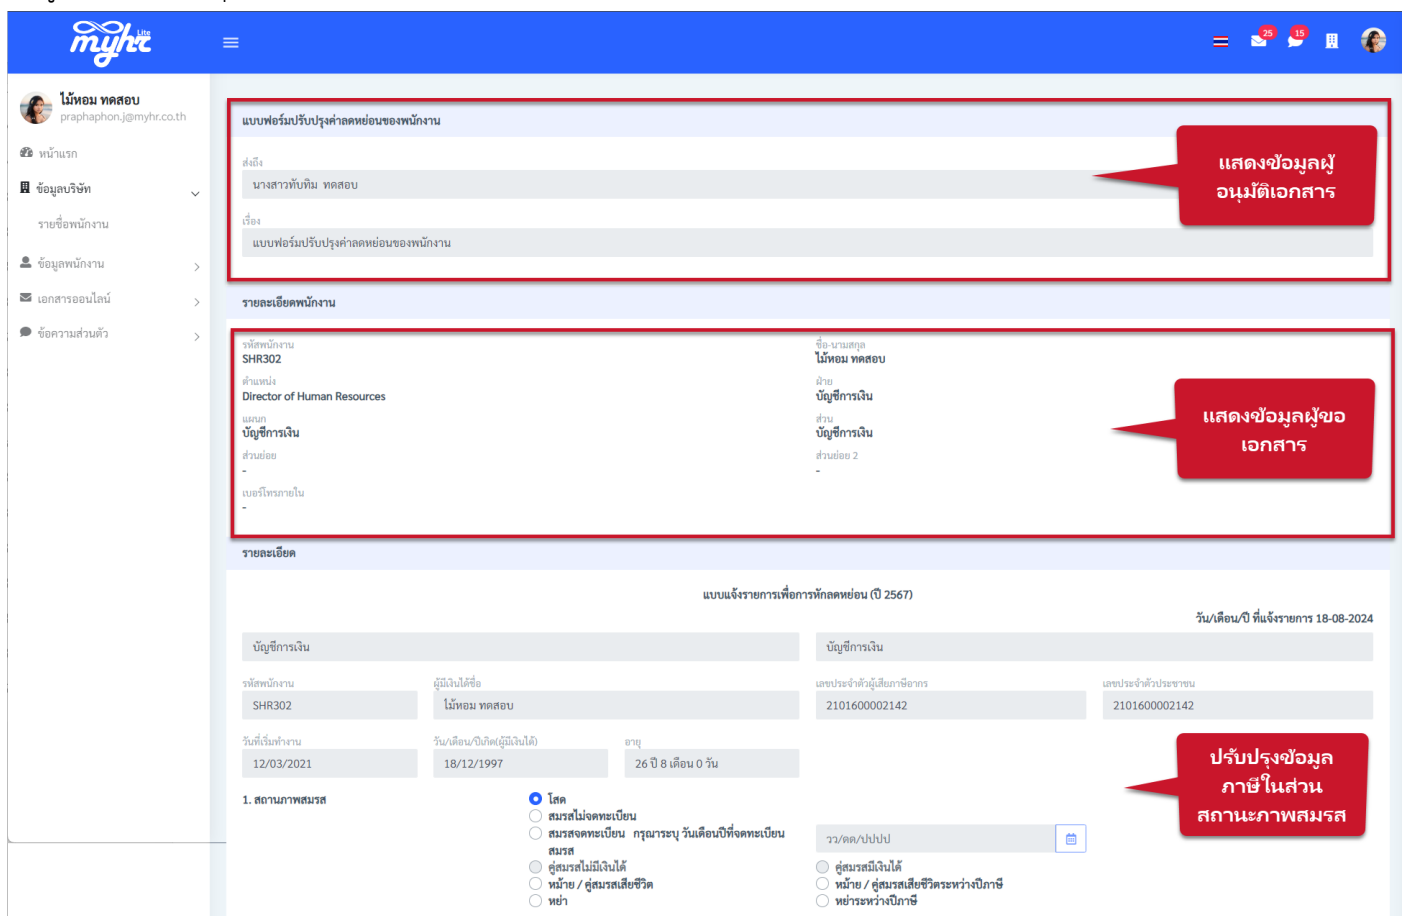 myhr Lite
25
15
ไม้หอม ทดสอบ
praphaphon.j@myhr.co.th
หน้าแรก
ข้อมูลบริษัท
รายชื่อพนักงาน
ข้อมูลพนักงาน
เอกสารออนไลน์
ข้อความส่วนตัว
แบบฟอร์มปรับปรุงค่าลดหย่อนของพนักงาน
ส่งถึง
นางสาวทับทิม ทดสอบ
เรื่อง
แบบฟอร์มปรับปรุงค่าลดหย่อนของพนักงาน
แสดงข้อมูลผู้
อนุมัติเอกสาร
รายละเอียดพนักงาน
รหัสพนักงาน
SHR302
ชื่อ-นามสกุล
ไม้หอม ทดสอบ
ตำแหน่ง
Director of Human Resources
ฝ่าย
บัญชีการเงิน
แผนก
บัญชีการเงิน
ส่วน
บัญชีการเงิน
ส่วนย่อย
-
ส่วนย่อย 2
-
เบอร์โทรภายใน
-
แสดงข้อมูลผู้ขอ
เอกสาร
รายละเอียด
แบบแจ้งรายการเพื่อการหักลดหย่อน (ปี 2567)
วัน/เดือน/ปี ที่แจ้งรายการ 18-08-2024
บัญชีการเงิน
บัญชีการเงิน
รหัสพนักงาน
SHR302
ผู้มีเงินได้ชื่อ
ไม้หอม ทดสอบ
เลขประจำตัวผู้เสียภาษีอากร
2101600002142
เลขประจำตัวประชาชน
2101600002142
วันที่เริ่มทำงาน
12/03/2021
วัน/เดือน/ปีเกิด(ผู้มีเงินได้)
18/12/1997
อายุ
26 ปี 8 เดือน 0 วัน
ปรับปรุงข้อมูล
ภาษีในส่วน
สถานะภาพสมรส
1. สถานภาพสมรส
โสด
สมรสไม่จดทะเบียน
สมรสจดทะเบียน กรุณาระบุ วันเดือนปีที่จดทะเบียน
สมรส
วว/ดด/ปปปป
คู่สมรสไม่มีเงินได้
คู่สมรสมีเงินได้
หม้าย / คู่สมรสเสียชีวิต
หม้าย / คู่สมรสเสียชีวิตระหว่างปีภาษี
หย่า
หย่าระหว่างปีภาษี